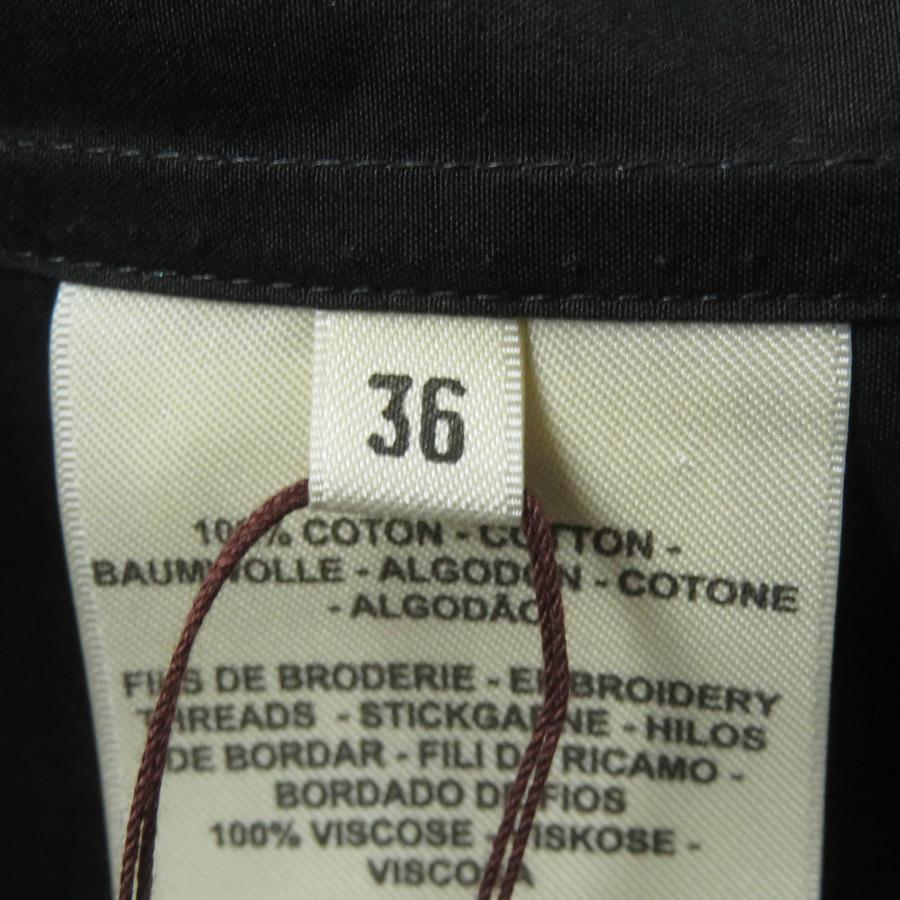 36
100% COTON - COTTON -
BAUMWOLLE - ALGODON - COTONE
- ALGODÃO
FILS DE BRODERIE - EMBROIDERY
THREADS - STICKGARNE - HILOS
DE BORDAR - FILI DA RICAMO -
BORDADO DE FIOS
100% VISCOSE - VISKOSE -
VISCOSA